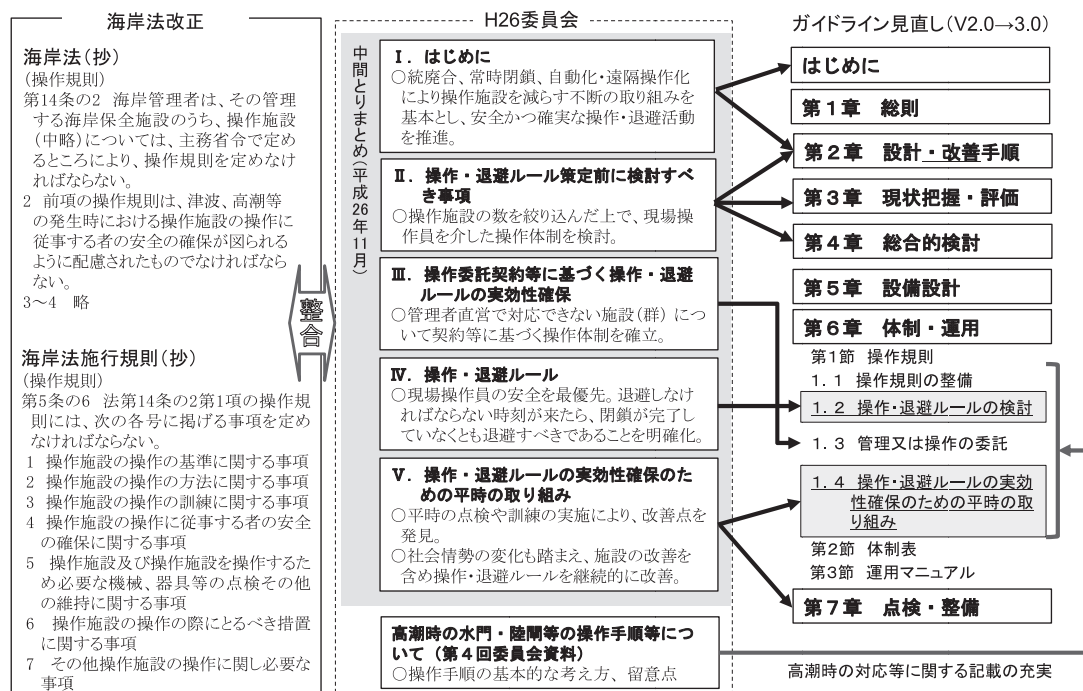 海岸法改正
海岸法（抄）
(操作規則)
第14条の2 海岸管理者は、その管理
する海岸保全施設のうち、操作施設
（中略）については、主務省令で定め
るところにより、操作規則を定めなけ
ればならない。
2 前項の操作規則は、津波、高潮等
の発生時における操作施設の操作に
従事する者の安全の確保が図られる
ように配慮されたものでなければなら
ない。
3～4 略
海岸法施行規則（抄）
(操作規則)
第5条の6 法第14条の2第1項の操作規
則には、次の各号に掲げる事項を定め
なければならない。
1 操作施設の操作の基準に関する事項
2 操作施設の操作の方法に関する事項
3 操作施設の操作の訓練に関する事項
4 操作施設の操作に従事する者の安全
の確保に関する事項
5 操作施設及び操作施設を操作するた
め必要な機械、器具等の点検その他
の維持に関する事項
6 操作施設の操作の際にとるべき措置
に関する事項
7 その他操作施設の操作に関し必要な
事項
整合
H26委員会
中間とりまとめ（平成26年11月）
Ⅰ．はじめに
○統廃合、常時閉鎖、自動化・遠隔操作化
により操作施設を減らす不断の取り組みを
基本とし、安全かつ確実な操作・退避活動
を推進。
Ⅱ．操作・退避ルール策定前に検討すべ
き事項
○操作施設の数を絞り込んだ上で、現場操
作員を介した操作体制を検討。
Ⅲ．操作委託契約等に基づく操作・退避
ルールの実効性確保
○管理者直営で対応できない施設（群）につ
いて契約等に基づく操作体制を確立。
Ⅳ．操作・退避ルール
○現場操作員の安全を最優先。退避しなけ
ればならない時刻が来たら、閉鎖が完了し
ていなくとも退避すべきであることを明確化。
Ⅴ．操作・退避ルールの実効性確保のた
めの平時の取り組み
○平時の点検や訓練の実施により、改善点を
発見。
○社会情勢の変化も踏まえ、施設の改善を
含め操作・退避ルールを継続的に改善。
高潮時の水門・陸閘等の操作手順等につ
いて（第４回委員会資料）
○操作手順の基本的な考え方、留意点
ガイドライン見直し（V2.0→3.0）
はじめに
第１章 総則
第２章 設計・改善手順
第３章 現状把握・評価
第４章 総合的検討
第５章 設備設計
第６章 体制・運用
第1節 操作規則
1.1 操作規則の整備
1.2 操作・退避ルールの検討
1.3 管理又は操作の委託
1.4 操作・退避ルールの実効
性確保のための平時の取
り組み
第2節 体制表
第3節 運用マニュアル
第７章 点検・整備
高潮時の対応等に関する記載の充実